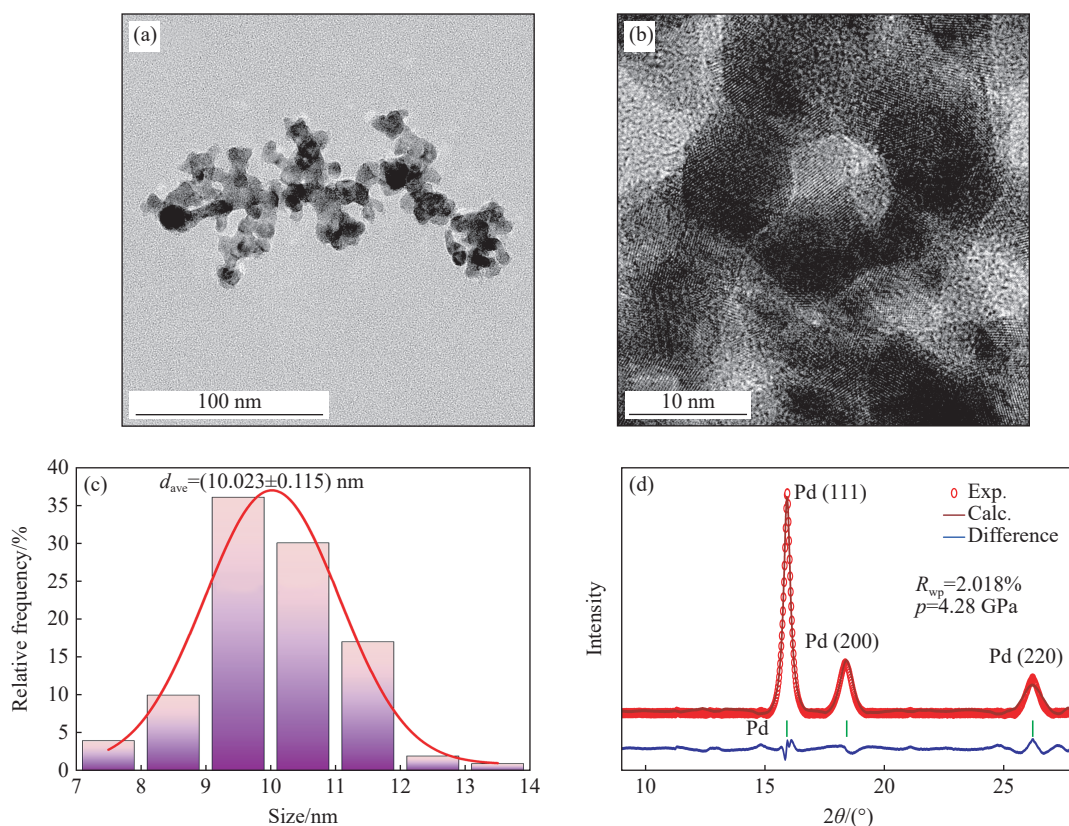 (a)
100 nm
(b)
10 nm
(c)
d_ave=(10.023±0.115) nm
40
35
30
25
20
15
10
5
0
Relative frequency/%
7 8 9 10 11 12 13 14
Size/nm
(d)
Pd (111)
Exp.
Calc.
Difference
R_wp=2.018%
p=4.28 GPa
Pd (200)
Pd (220)
Pd
Intensity
10 15 20 25
2θ/(°)